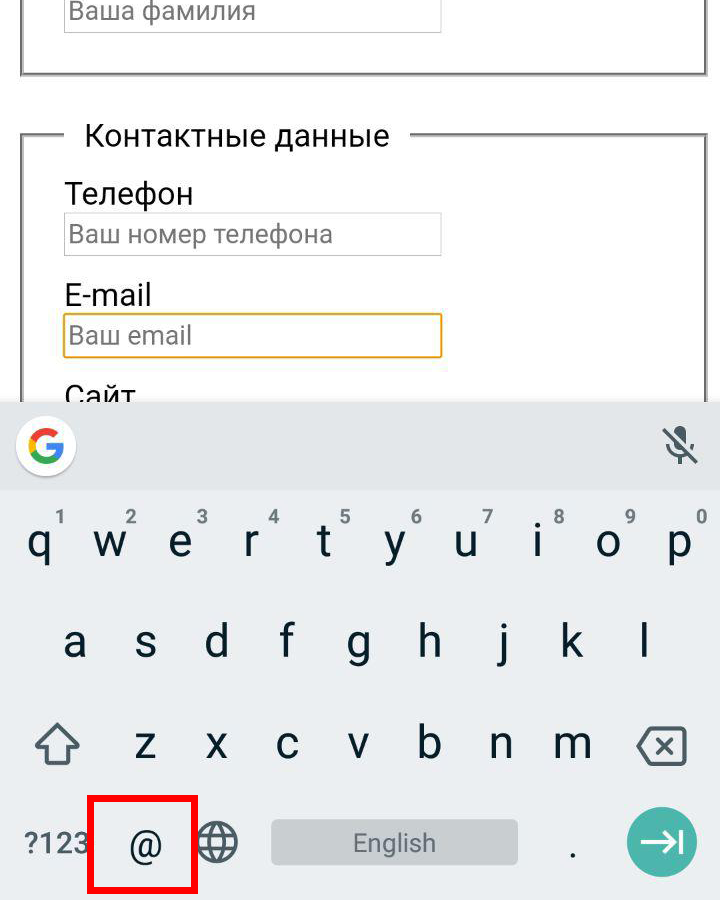 Ваша фамилия
Контактные данные
Телефон
Ваш номер телефона
E-mail
Ваш email
Сайт
1 2 3 4 5 6 7 8 9 0
q w e r t y u i o p
a s d f g h j k l
z x c v b n m
?123 @ English .